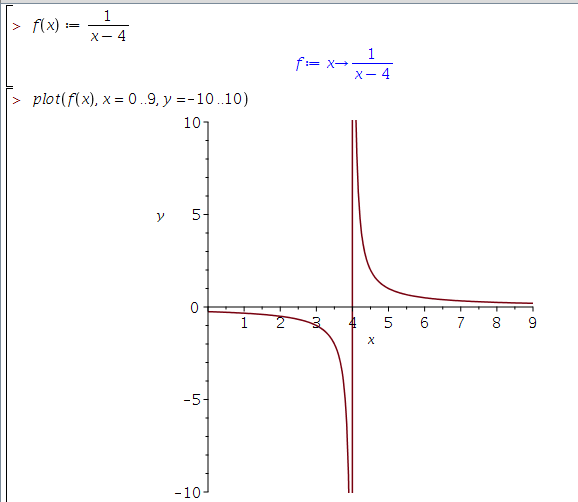 > f(x) := 1/(x − 4)
f := x→ 1/(x − 4)
> plot(f(x), x = 0 ..9, y = −10 ..10)
10
y 5
0
1 2 3 4 5 6 7 8 9
x
−5
−10